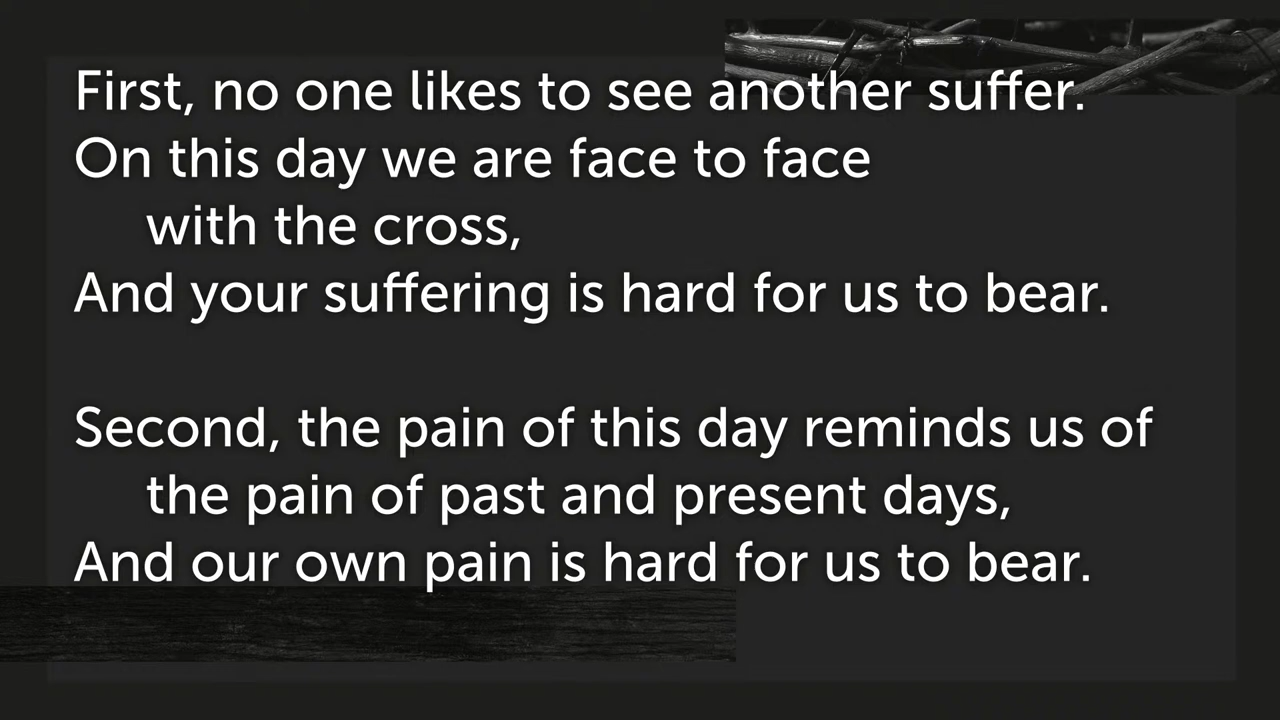 First, no one likes to see another suffer.
On this day we are face to face
with the cross,
And your suffering is hard for us to bear.
Second, the pain of this day reminds us of
the pain of past and present days,
And our own pain is hard for us to bear.